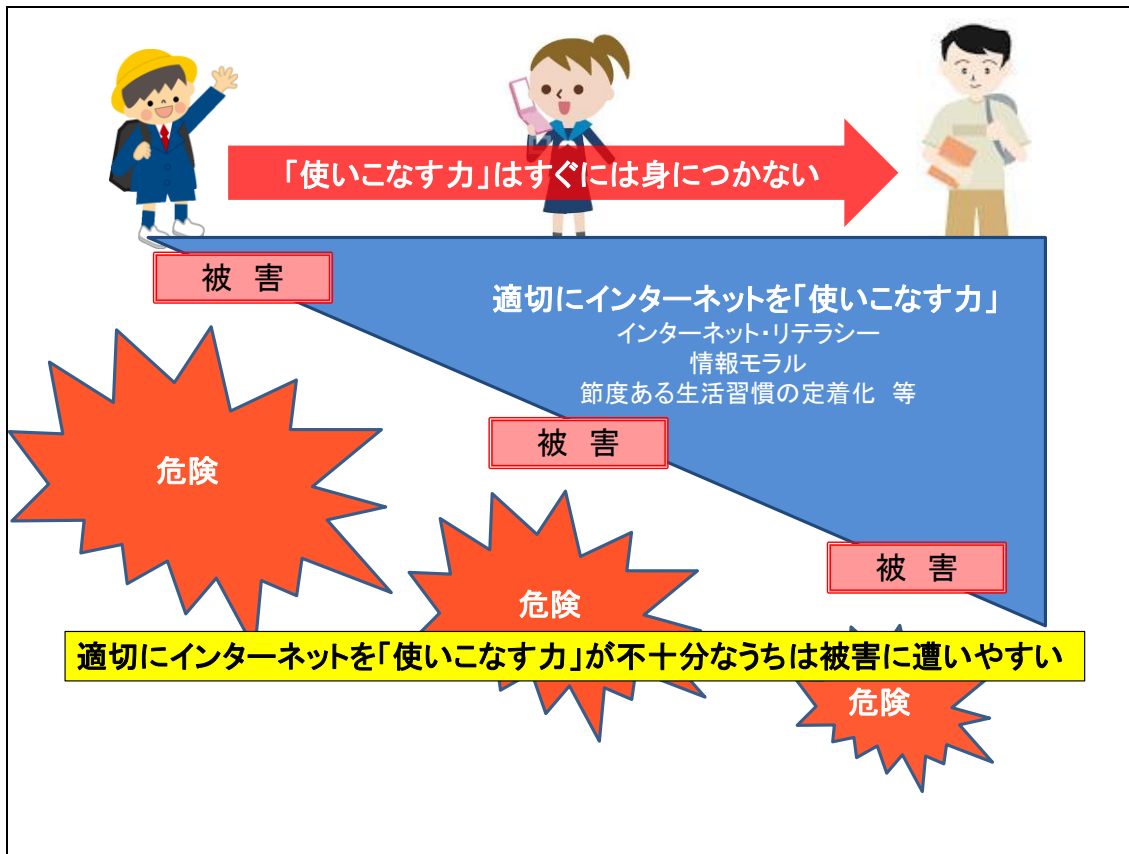 「使いこなす力」はすぐには身につかない
被　害
適切にインターネットを「使いこなす力」
インターネット・リテラシー
情報モラル
節度ある生活習慣の定着化　等
被　害
危険
被　害
危険
適切にインターネットを「使いこなす力」が不十分なうちは被害に遭いやすい
危険